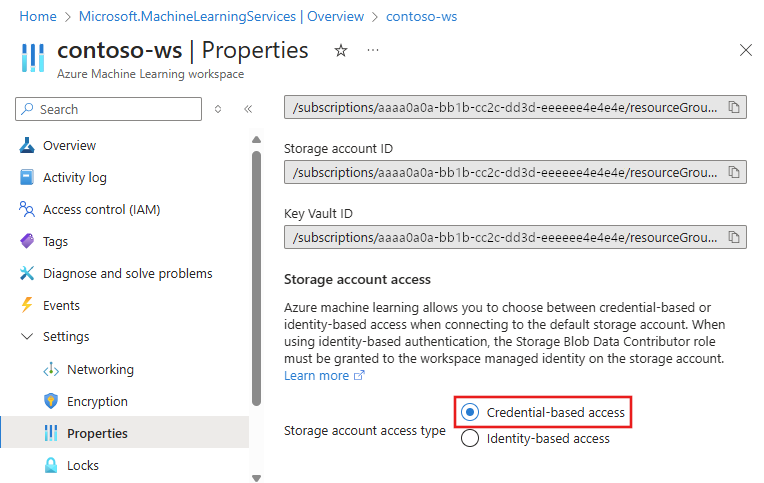 Home > Microsoft.MachineLearningServices | Overview > contoso-ws
contoso-ws | Properties
Azure Machine Learning workspace
Search
Overview
Activity log
Access control (IAM)
Tags
Diagnose and solve problems
Events
Settings
Networking
Encryption
Properties
Locks
/subscriptions/aaaa0a0a-bb1b-cc2c-dd3d-eeeeee4e4e4e/resourceGrou...
Storage account ID
/subscriptions/aaaa0a0a-bb1b-cc2c-dd3d-eeeeee4e4e4e/resourceGrou...
Key Vault ID
/subscriptions/aaaa0a0a-bb1b-cc2c-dd3d-eeeeee4e4e4e/resourceGrou...
Storage account access
Azure machine learning allows you to choose between credential-based or
identity-based access when connecting to the default storage account. When
using identity-based authentication, the Storage Blob Data Contributor role
must be granted to the workspace managed identity on the storage account.
Learn more
Storage account access type
Credential-based access
Identity-based access